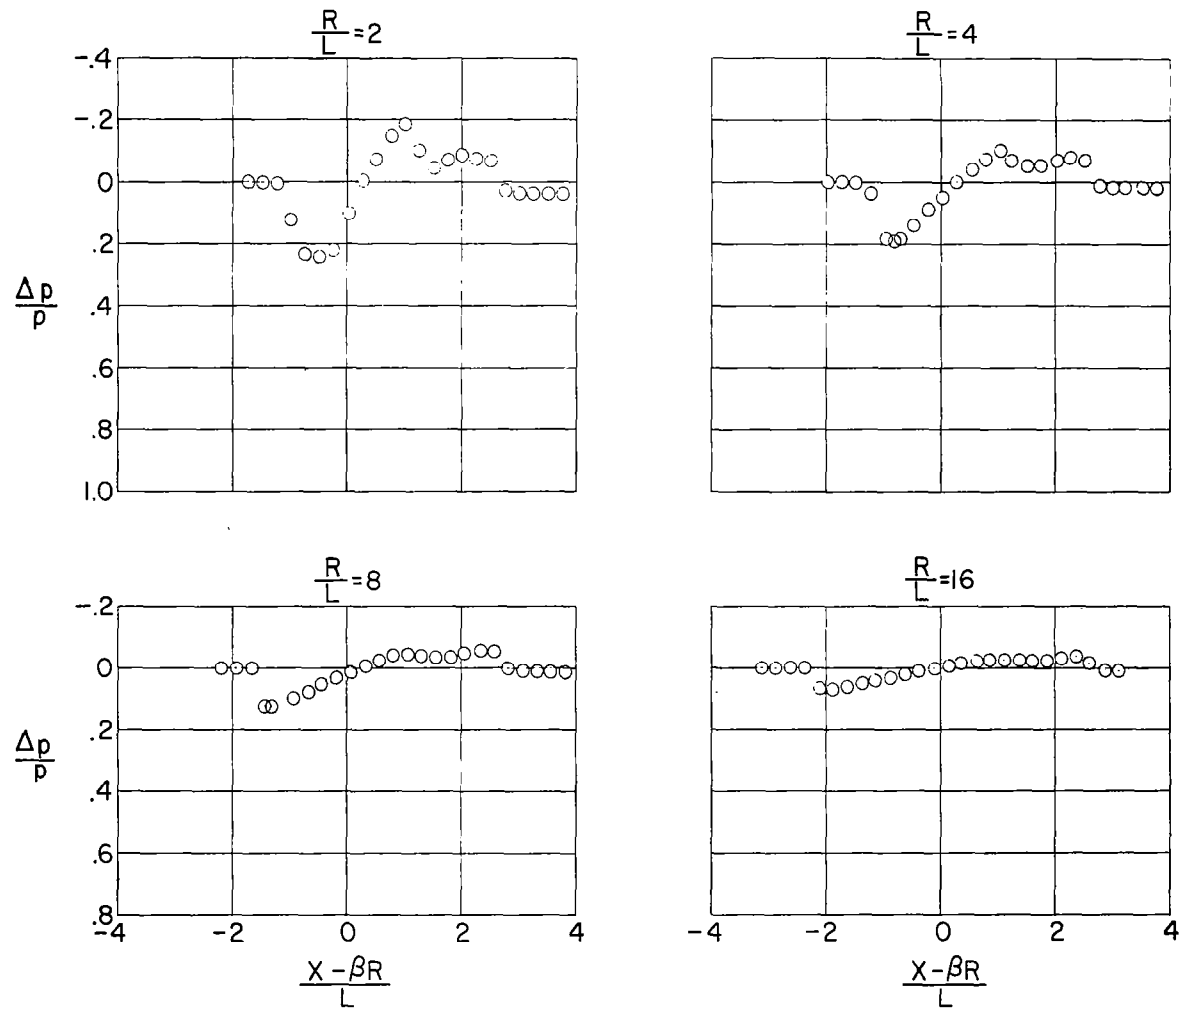 R/L = 2
-.4
-.2
0
.2
.4
.6
.8
1.0
Δp/p
R/L = 4
R/L = 8
-.2
0
.2
.4
.6
.8
Δp/p
-4 -2 0 2 4
X - βR / L
R/L = 16
-4 -2 0 2 4
X - βR / L